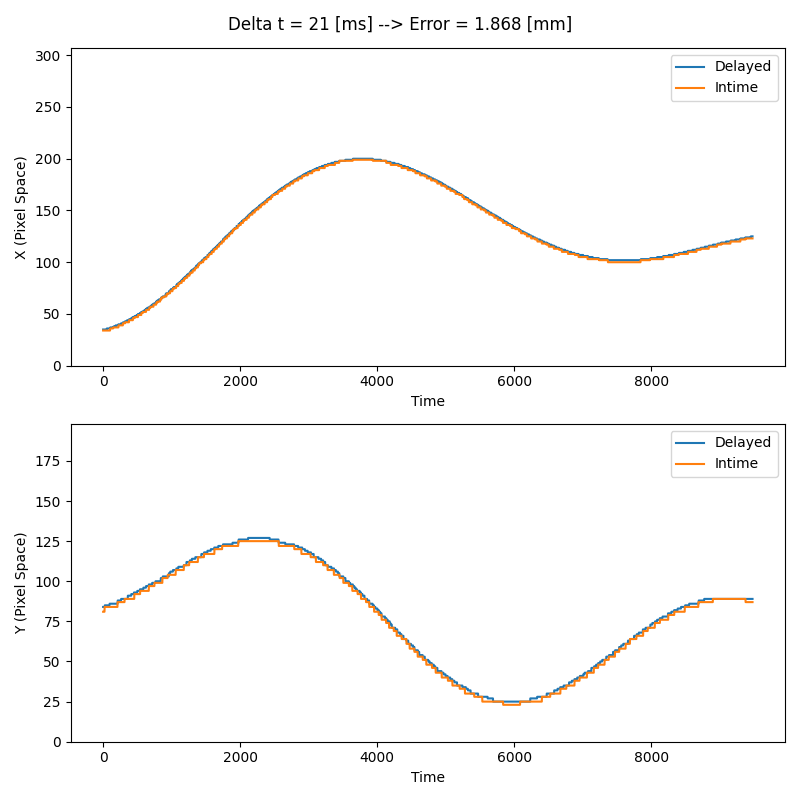 Delta t = 21 [ms] --> Error = 1.868 [mm]
300
250
200
150
100
50
0
X (Pixel Space)
Delayed
Intime
0 2000 4000 6000 8000
Time
175
150
125
100
75
50
25
0
Y (Pixel Space)
Delayed
Intime
0 2000 4000 6000 8000
Time